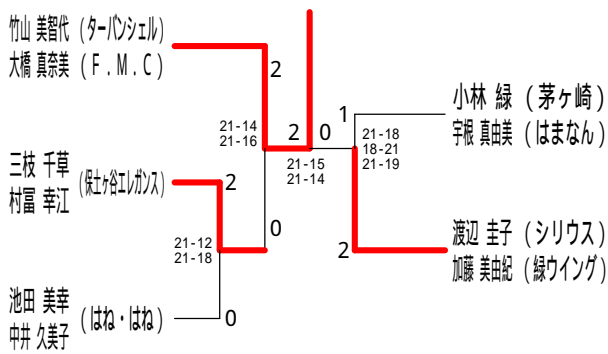 竹山 美智代 (ターバンシェル)
大橋 真奈美 (Ｆ．Ｍ．Ｃ)
2
21-14
21-16
三枝 千草
村冨 幸江
(保土ヶ谷エレガンス)
2
21-12
21-18
0
池田 美幸
中井 久美子
(はね・はね)
0
2
0
21-15
21-14
1
21-18
18-21
21-19
2
小林 緑 (茅ヶ崎)
宇根 真由美 (はまなん)
渡辺 圭子 (シリウス)
加藤 美由紀 (緑ウイング)